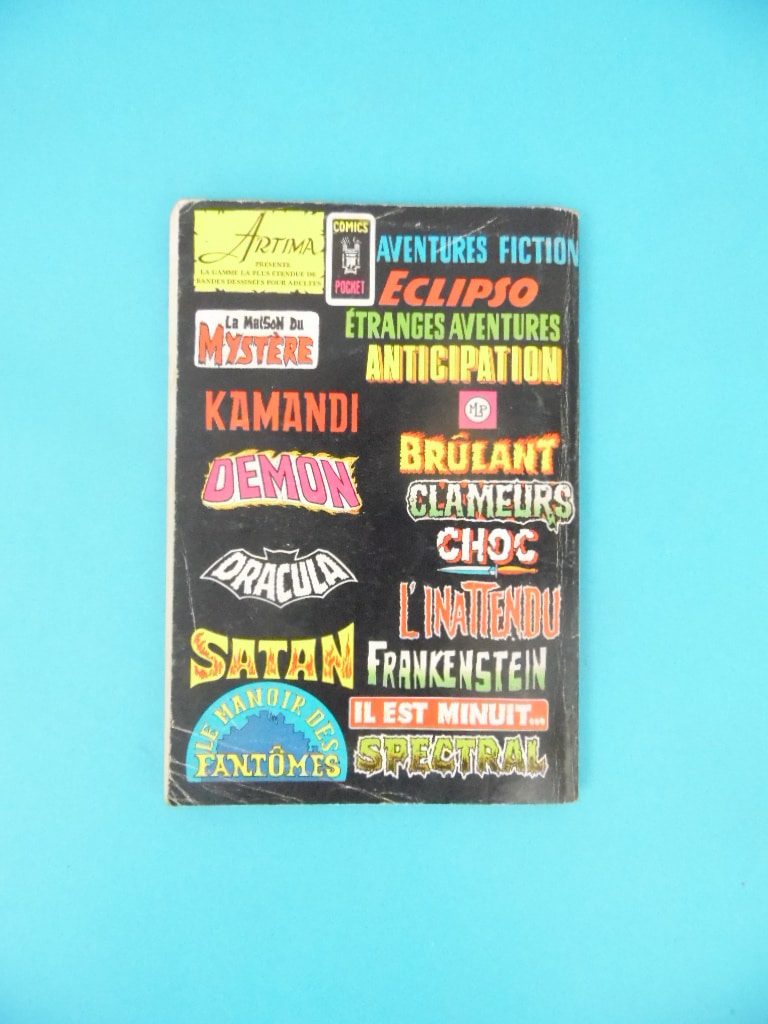 ARTIMA
PRÉSENTE
LA GAMME LA PLUS ÉTENDUE DE
BANDES DESSINÉES POUR ADULTES
COMICS
POCKET
AVENTURES FICTION
ECLIPSO
ÉTRANGES AVENTURES
ANTICIPATION
LA MAISON DU
MYSTÈRE
KAMANDI
MLP
DEMON
BRÛLANT
CLAMEURS
CHOC
DRACULA
L'INATTENDU
SATAN
FRANKENSTEIN
LE MANOIR DES
FANTÔMES
IL EST MINUIT...
SPECTRAL